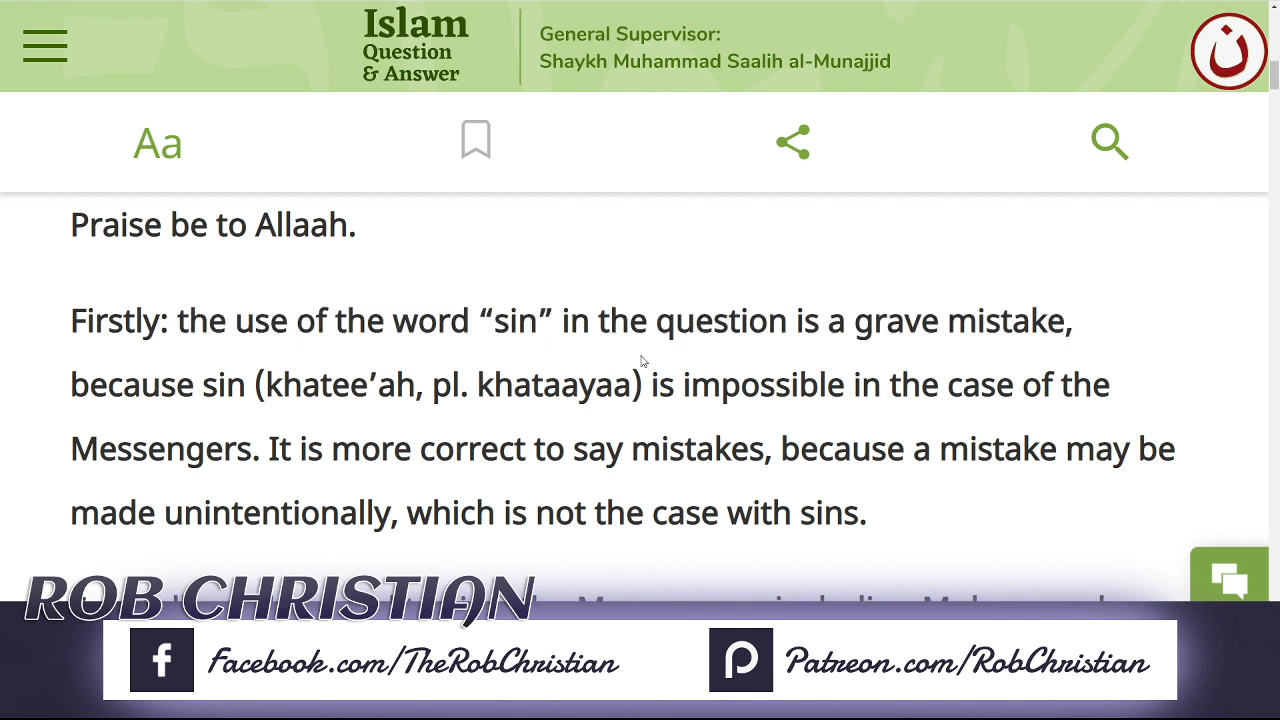 Islam
Question
& Answer
General Supervisor:
Shaykh Muhammad Saalih al-Munajjid
ن
Aa
Praise be to Allaah.
Firstly: the use of the word “sin” in the question is a grave mistake,
because sin (khatee’ah, pl. khataayaa) is impossible in the case of the
Messengers. It is more correct to say mistakes, because a mistake may be
made unintentionally, which is not the case with sins.
ROB CHRISTIAN
Facebook.com/TheRobChristian
Patreon.com/RobChristian